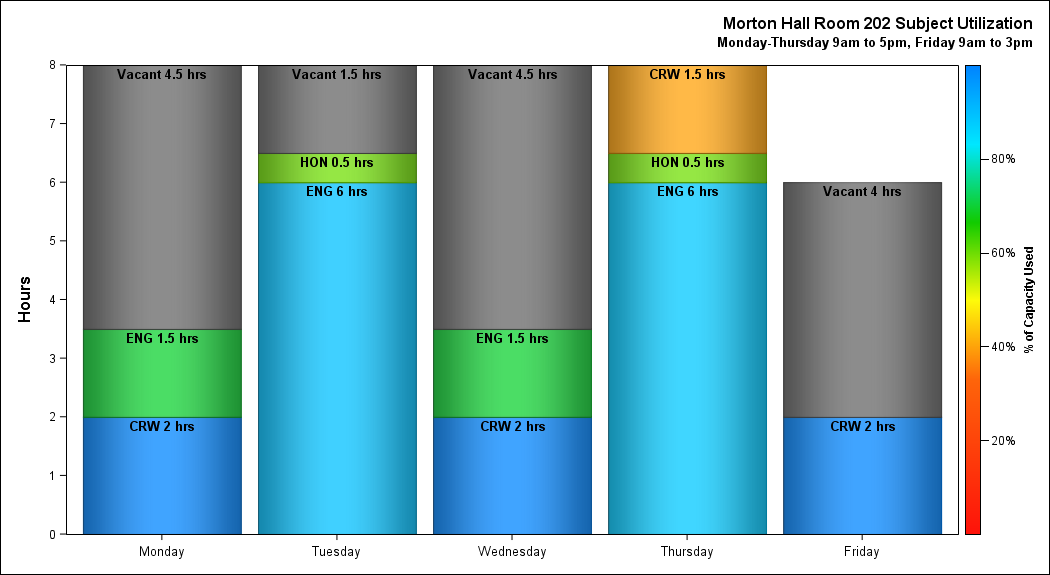 Morton Hall Room 202 Subject Utilization
Monday-Thursday 9am to 5pm, Friday 9am to 3pm
Hours
8
7
6
5
4
3
2
1
0
Vacant 4.5 hrs
ENG 1.5 hrs
CRW 2 hrs
Vacant 1.5 hrs
HON 0.5 hrs
ENG 6 hrs
Vacant 4.5 hrs
ENG 1.5 hrs
CRW 2 hrs
CRW 1.5 hrs
HON 0.5 hrs
ENG 6 hrs
Vacant 4 hrs
CRW 2 hrs
Monday
Tuesday
Wednesday
Thursday
Friday
80%
60%
40%
20%
% of Capacity Used